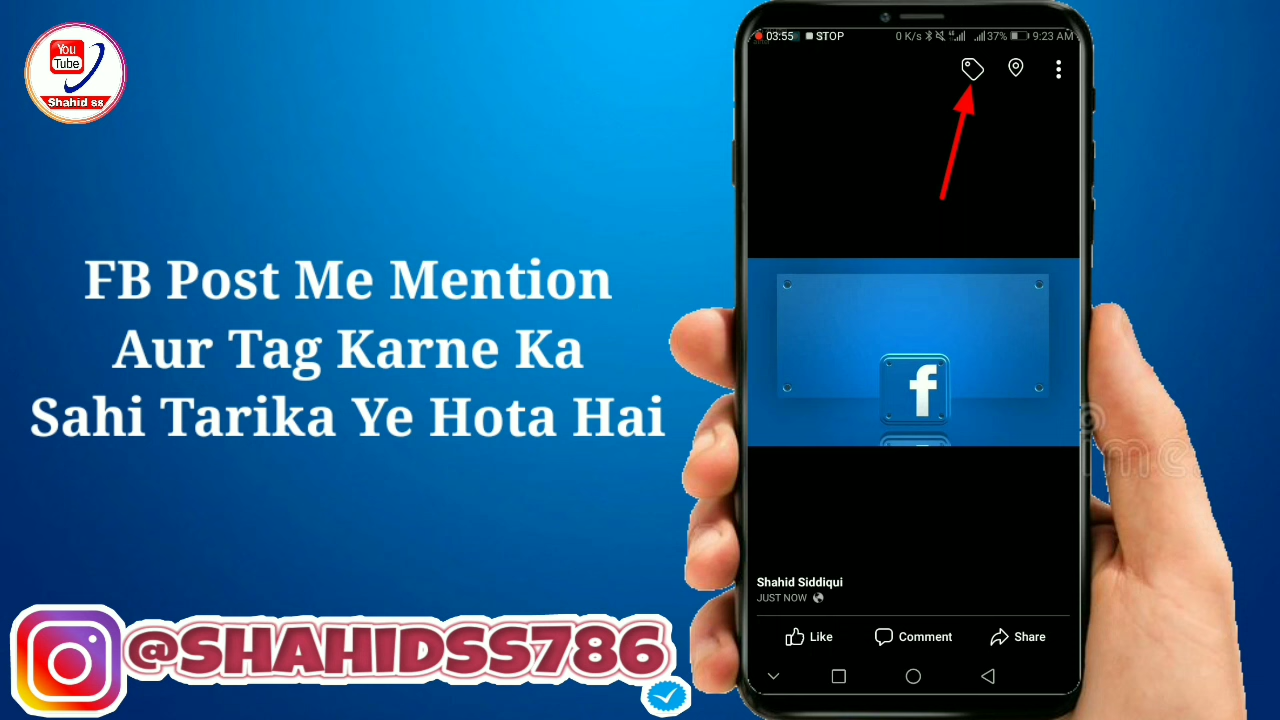 You
Tube
Shahid ss
03:55 STOP
0 K/s 37% 9:23 AM
FB Post Me Mention
Aur Tag Karne Ka
Sahi Tarika Ye Hota Hai
f
Shahid Siddiqui
JUST NOW
Like Comment Share
@SHAHIDSS786